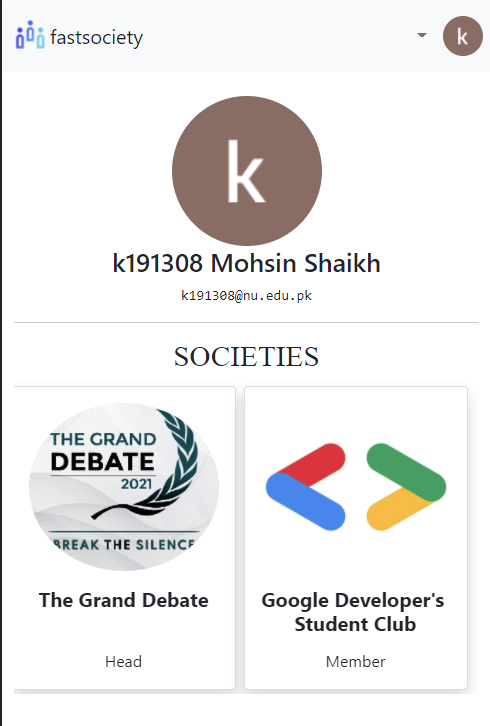 fastsociety
k
k
k191308 Mohsin Shaikh
k191308@nu.edu.pk
SOCIETIES
THE GRAND
DEBATE
2021
BREAK THE SILENCE
The Grand Debate
Head
Google Developer's
Student Club
Member